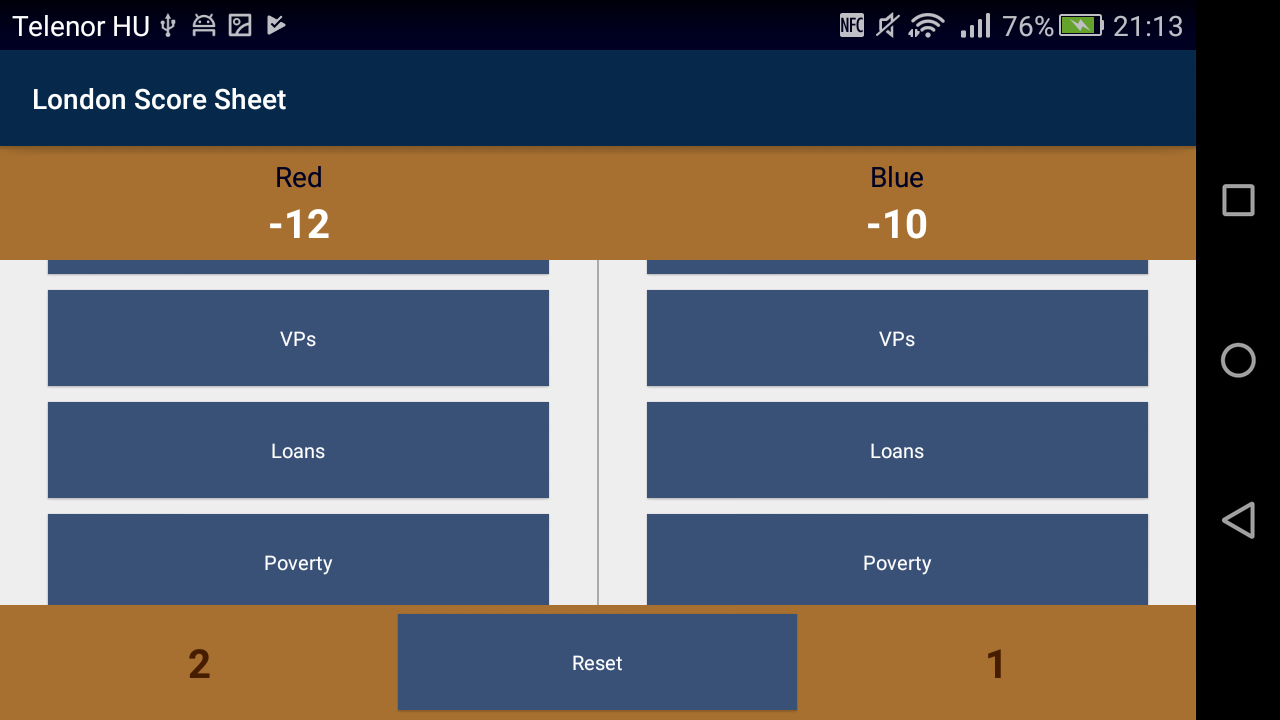 Telenor HU NFC 76% 21:13
London Score Sheet
Red Blue
-12 -10
VPs VPs
Loans Loans
Poverty Poverty
2 Reset 1